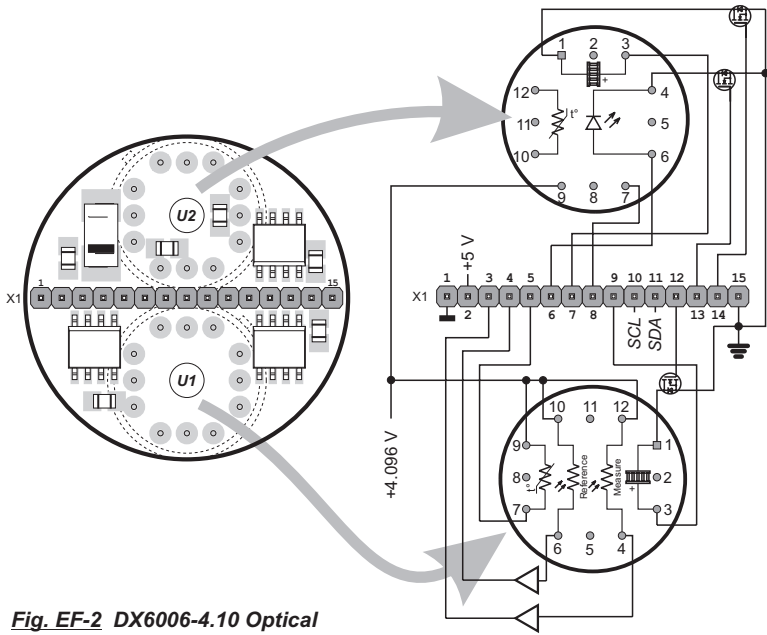 1 2 3
+
12 4
t°
11 5
10 6
9 8 7
U2
+5 V
1 15
X1
1 3 4 5 9 10 11 12 15
X1
2 6 7 8 13 14
SCL
SDA
U1
+4.096 V
10 11 12
9 1
t°
Reference
Measure
8 2
+
7 3
6 5 4
Fig. EF-2 DX6006-4.10 Optical